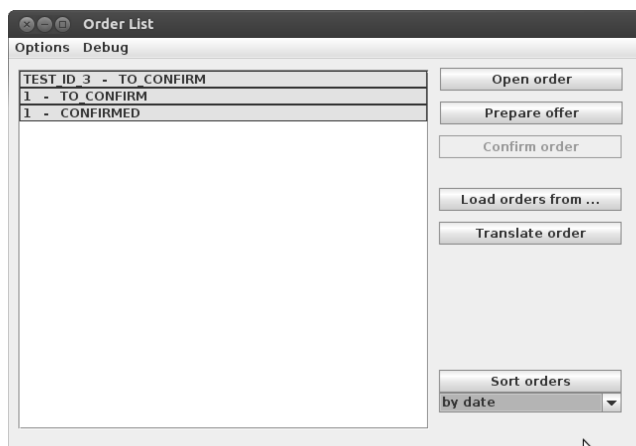 Order List
Options Debug
TEST_ID_3 - TO_CONFIRM
1 - TO_CONFIRM
1 - CONFIRMED
Open order
Prepare offer
Confirm order
Load orders from ...
Translate order
Sort orders
by date